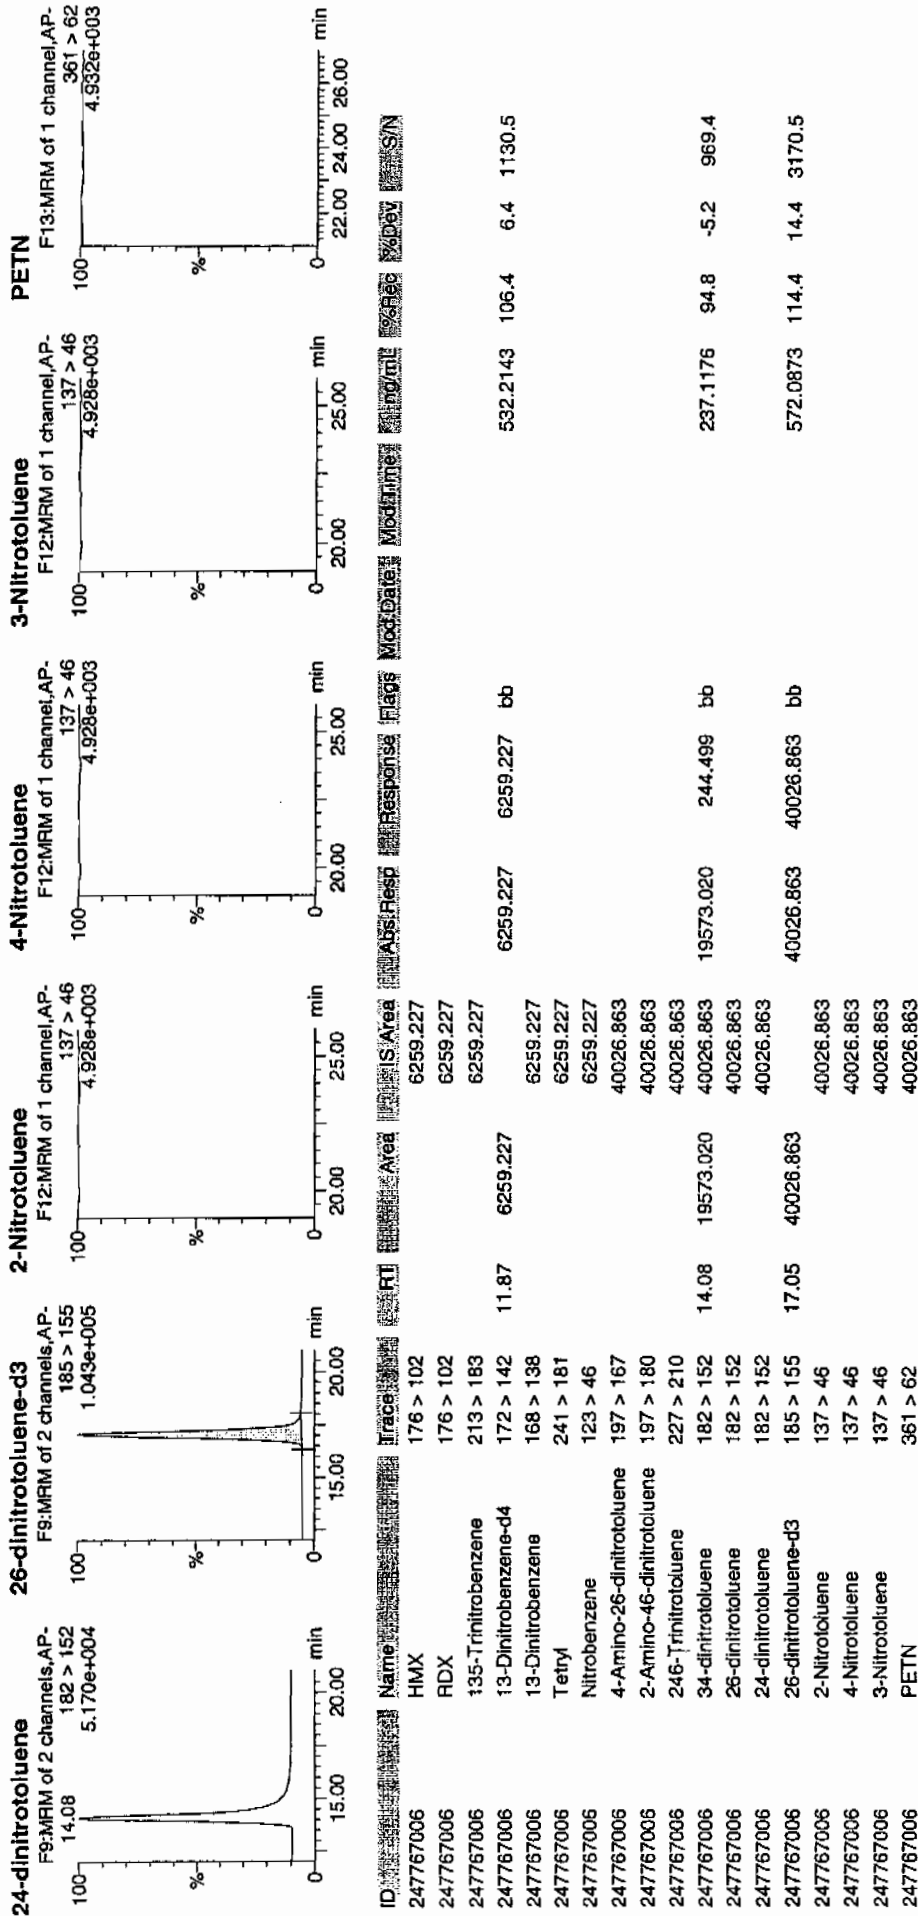 24-dinitrotoluene
F9:MRM of 2 channels,AP-
14.08 182 > 152
5.170e+004
100
%
0
15.00 20.00 min
26-dinitrotoluene-d3
F9:MRM of 2 channels,AP-
185 > 155
1.043e+005
100
%
0
15.00 20.00 min
2-Nitrotoluene
F12:MRM of 1 channel,AP-
137 > 46
4.928e+003
100
%
0
20.00 25.00 min
4-Nitrotoluene
F12:MRM of 1 channel,AP-
137 > 46
4.928e+003
100
%
0
20.00 25.00 min
3-Nitrotoluene
F12:MRM of 1 channel,AP-
137 > 46
4.928e+003
100
%
0
20.00 25.00 min
PETN
F13:MRM of 1 channel,AP-
361 > 62
4.932e+003
100
%
0
22.00 24.00 26.00 min
ID Name Trace RT Area IS Area Abs.Resp Response Flags Mod.Date Mod.Time ng/mL %Rec %Dev S/N
247767006 HMX 176 > 102 6259.227
247767006 RDX 176 > 102 6259.227
247767006 135-Trinitrobenzene 213 > 183 6259.227
247767006 13-Dinitrobenzene-d4 172 > 142 11.87 6259.227 6259.227 6259.227 bb 532.2143 106.4 6.4 1130.5
247767006 13-Dinitrobenzene 168 > 138 6259.227
247767006 Tetryl 241 > 181 6259.227
247767006 Nitrobenzene 123 > 46 6259.227
247767006 4-Amino-26-dinitrotoluene 197 > 167 40026.863
247767006 2-Amino-46-dinitrotoluene 197 > 180 40026.863
247767006 246-Trinitrotoluene 227 > 210 40026.863
247767006 34-dinitrotoluene 182 > 152 14.08 19573.020 40026.863 19573.020 244.499 bb 237.1176 94.8 -5.2 969.4
247767006 26-dinitrotoluene 182 > 152 40026.863
247767006 24-dinitrotoluene 182 > 152 40026.863
247767006 26-dinitrotoluene-d3 185 > 155 17.05 40026.863 40026.863 40026.863 bb 572.0873 114.4 14.4 3170.5
247767006 2-Nitrotoluene 137 > 46 40026.863
247767006 4-Nitrotoluene 137 > 46 40026.863
247767006 3-Nitrotoluene 137 > 46 40026.863
247767006 PETN 361 > 62 40026.863